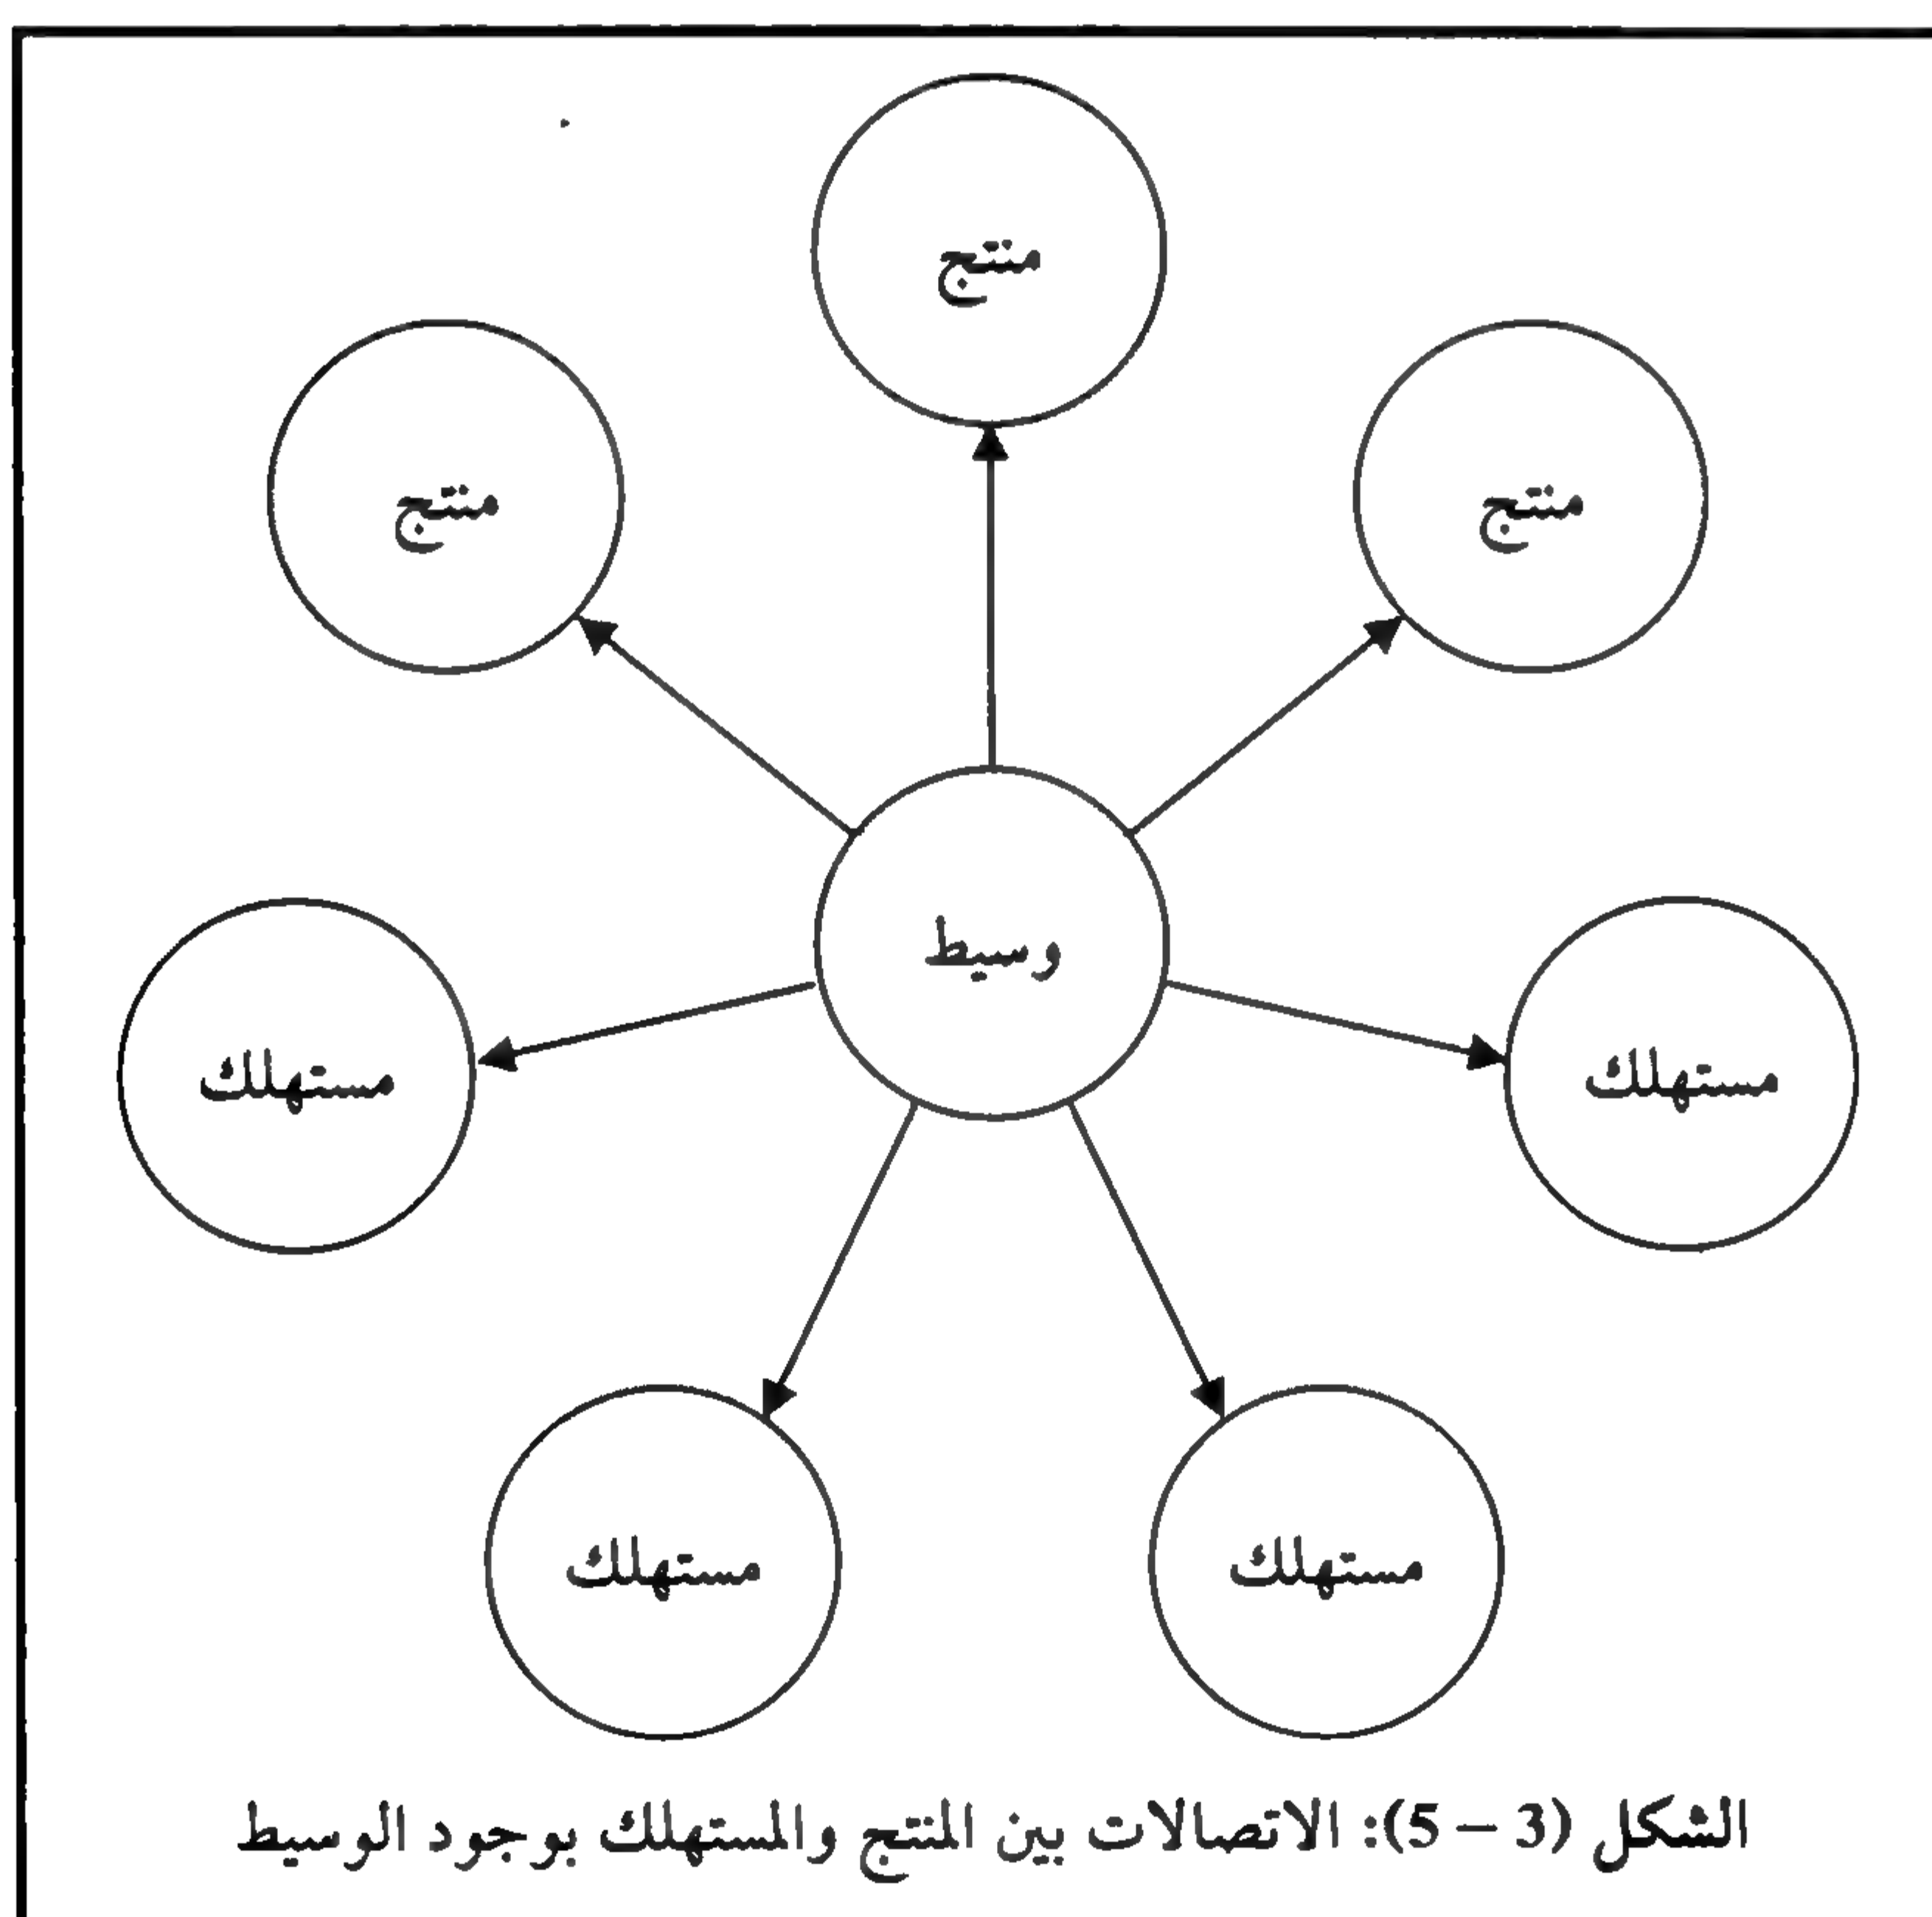 منتج
منتج
منتج
وسيط
مستهلك
مستهلك
مستهلك
مستهلك
الشكل (3 – 5): الاتصالات بين المنتج والمستهلك بوجود الوسيط